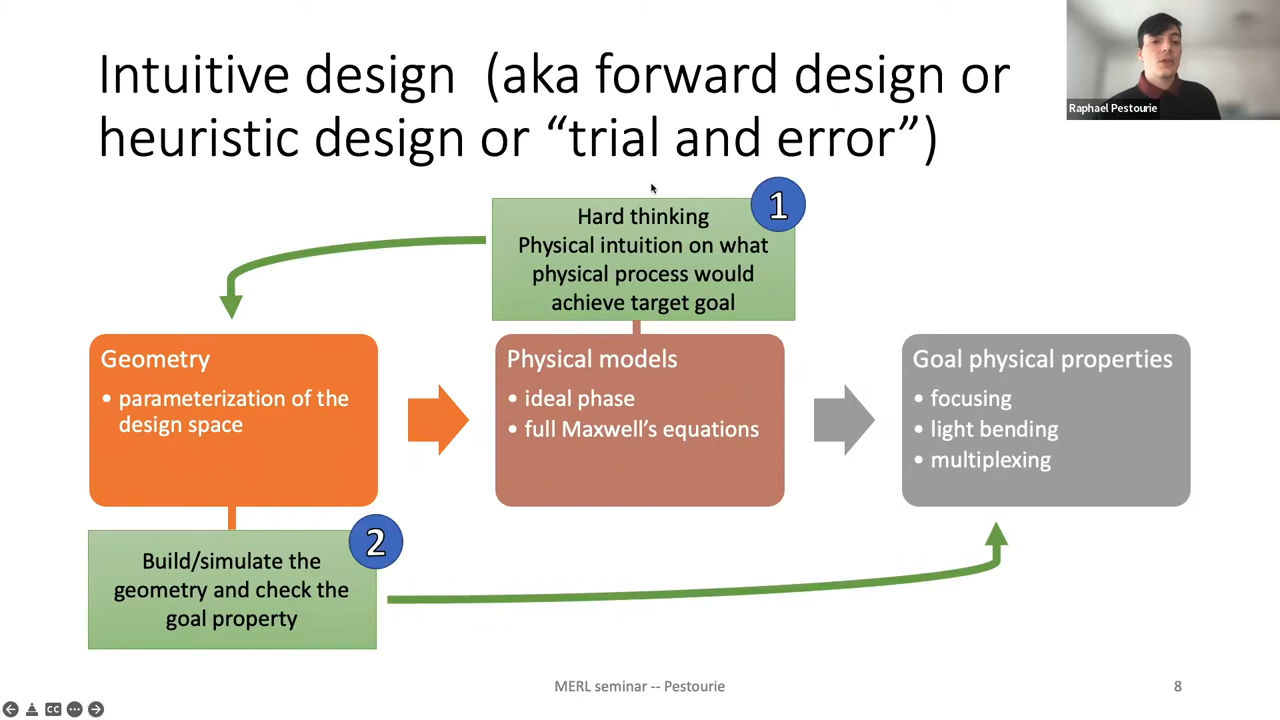 Intuitive design  (aka forward design or
heuristic design or “trial and error”)
Raphael Pestourie
1
Hard thinking
Physical intuition on what
physical process would
achieve target goal
Geometry
• parameterization of the
design space
Physical models
• ideal phase
• full Maxwell’s equations
Goal physical properties
• focusing
• light bending
• multiplexing
2
Build/simulate the
geometry and check the
goal property
MERL seminar -- Pestourie
8
CC